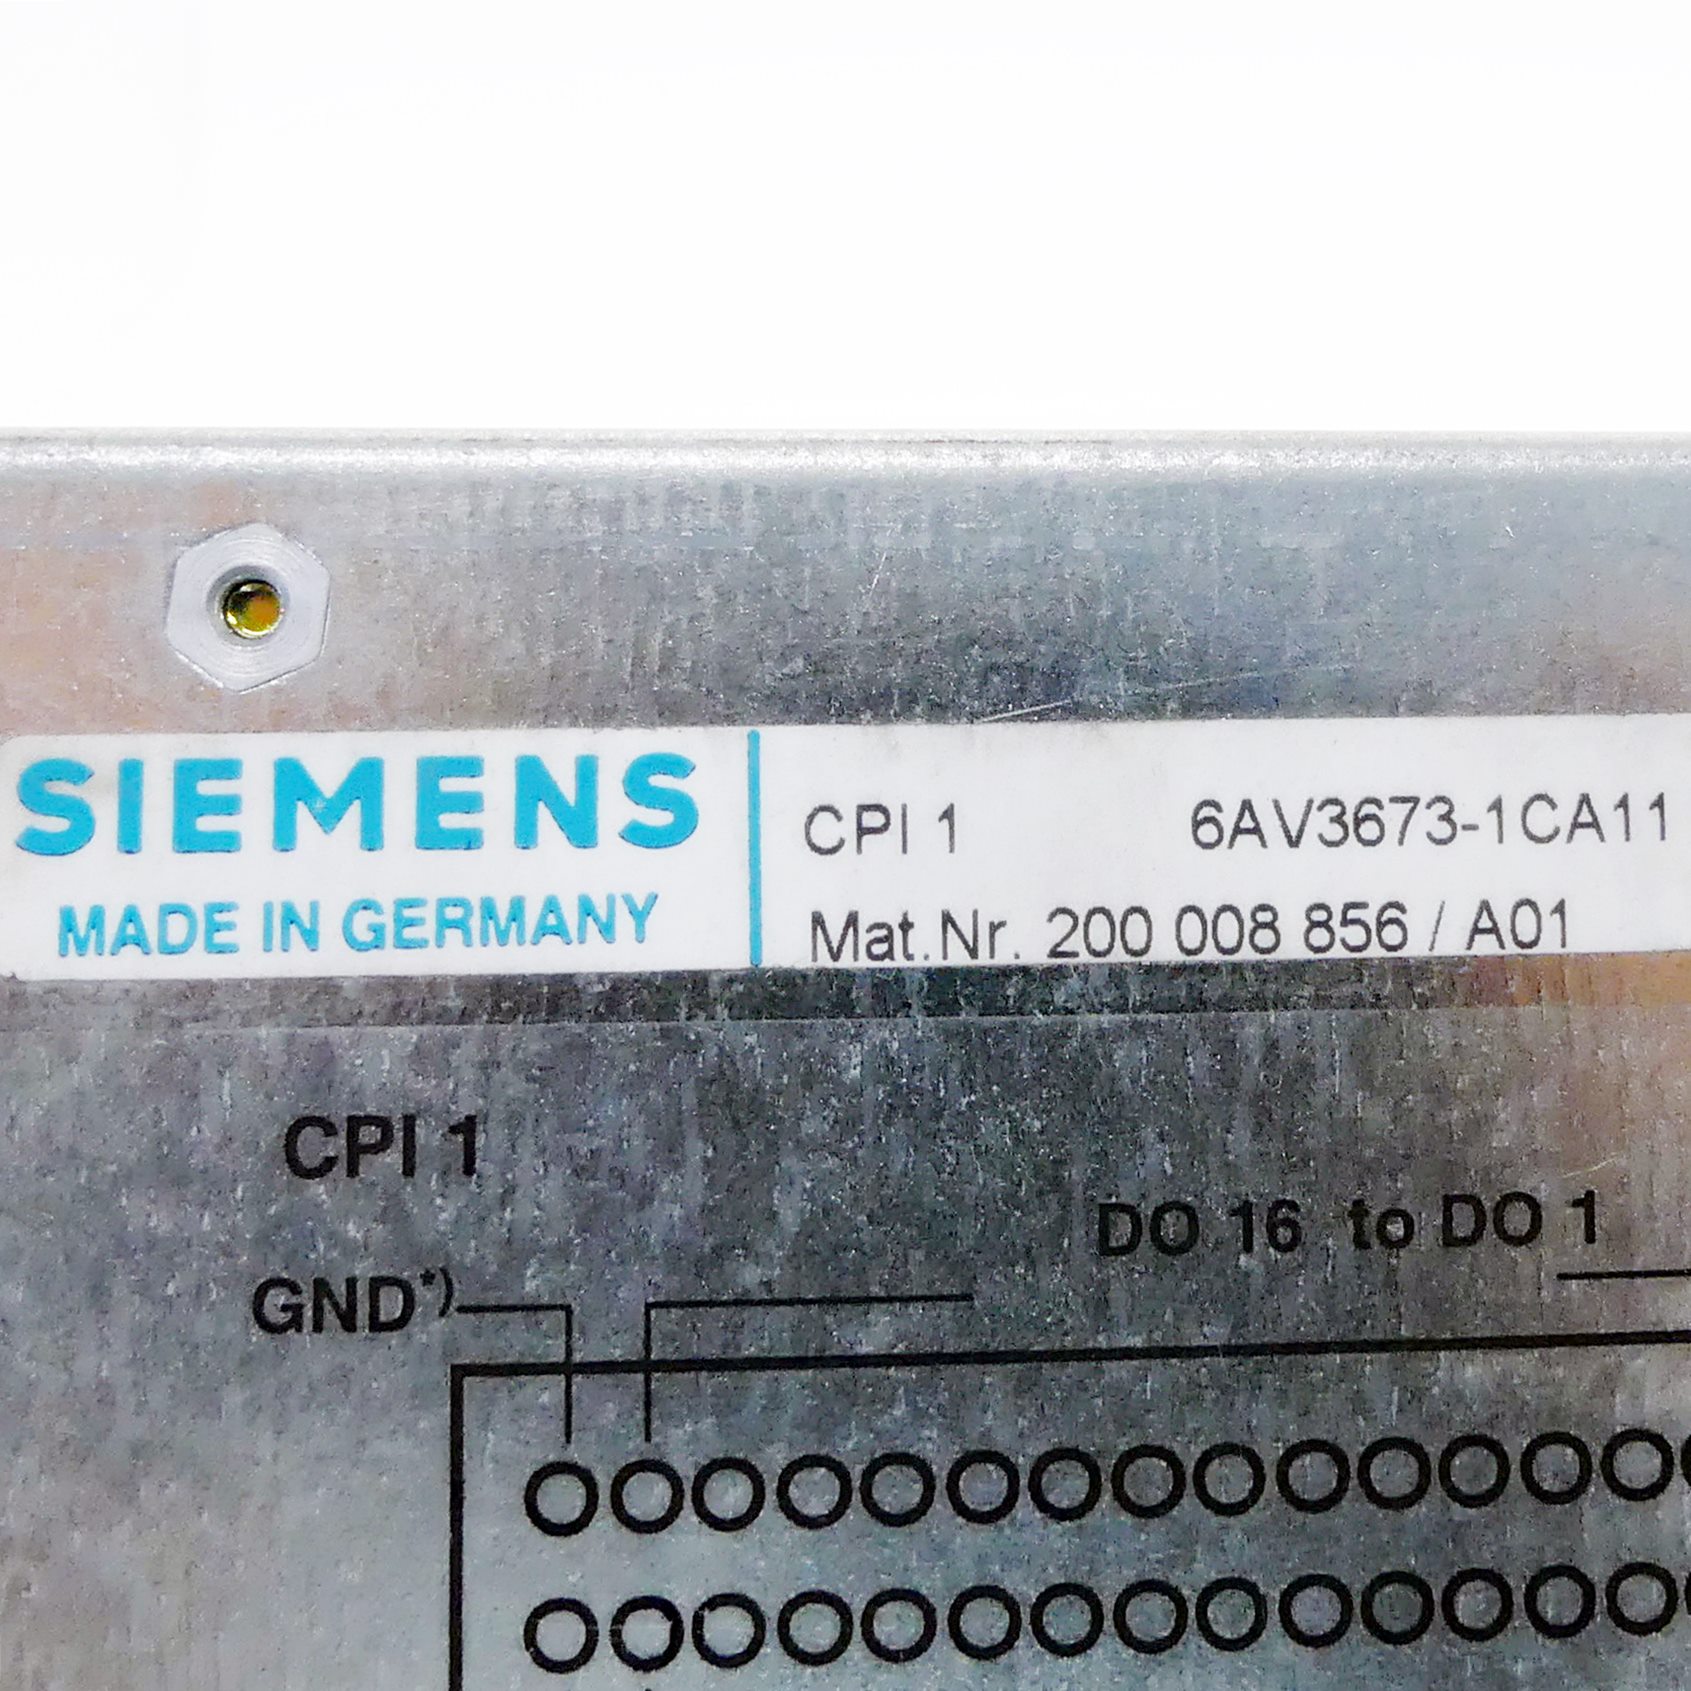 SIEMENS
MADE IN GERMANY
CPI 1 6AV3673-1CA11
Mat.Nr. 200 008 856 / A01
CPI 1
DO 16 to DO 1
GND*)